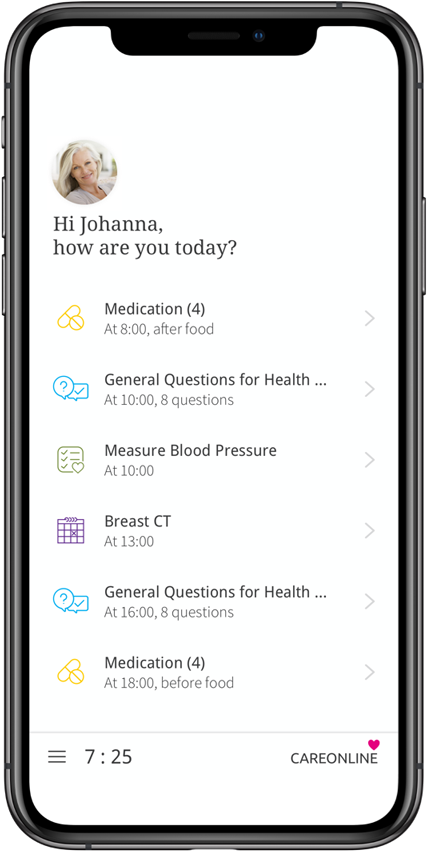 Hi Johanna,
how are you today?
Medication (4)
At 8:00, after food
General Questions for Health ...
At 10:00, 8 questions
Measure Blood Pressure
At 10:00
Breast CT
At 13:00
General Questions for Health ...
At 16:00, 8 questions
Medication (4)
At 18:00, before food
7 : 25
CAREONLINE